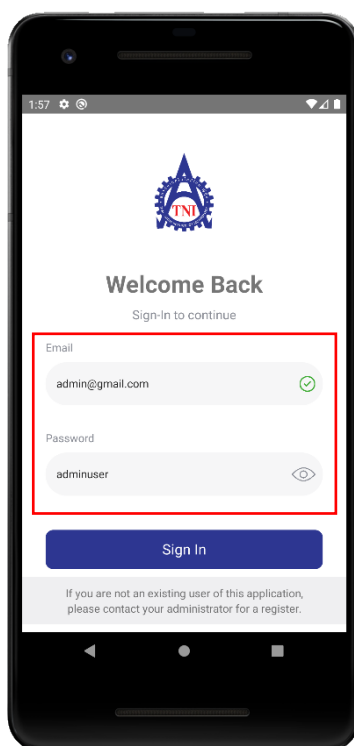 1:57
TNI
Welcome Back
Sign-In to continue
Email
admin@gmail.com
Password
adminuser
Sign In
If you are not an existing user of this application,
please contact your administrator for a register.